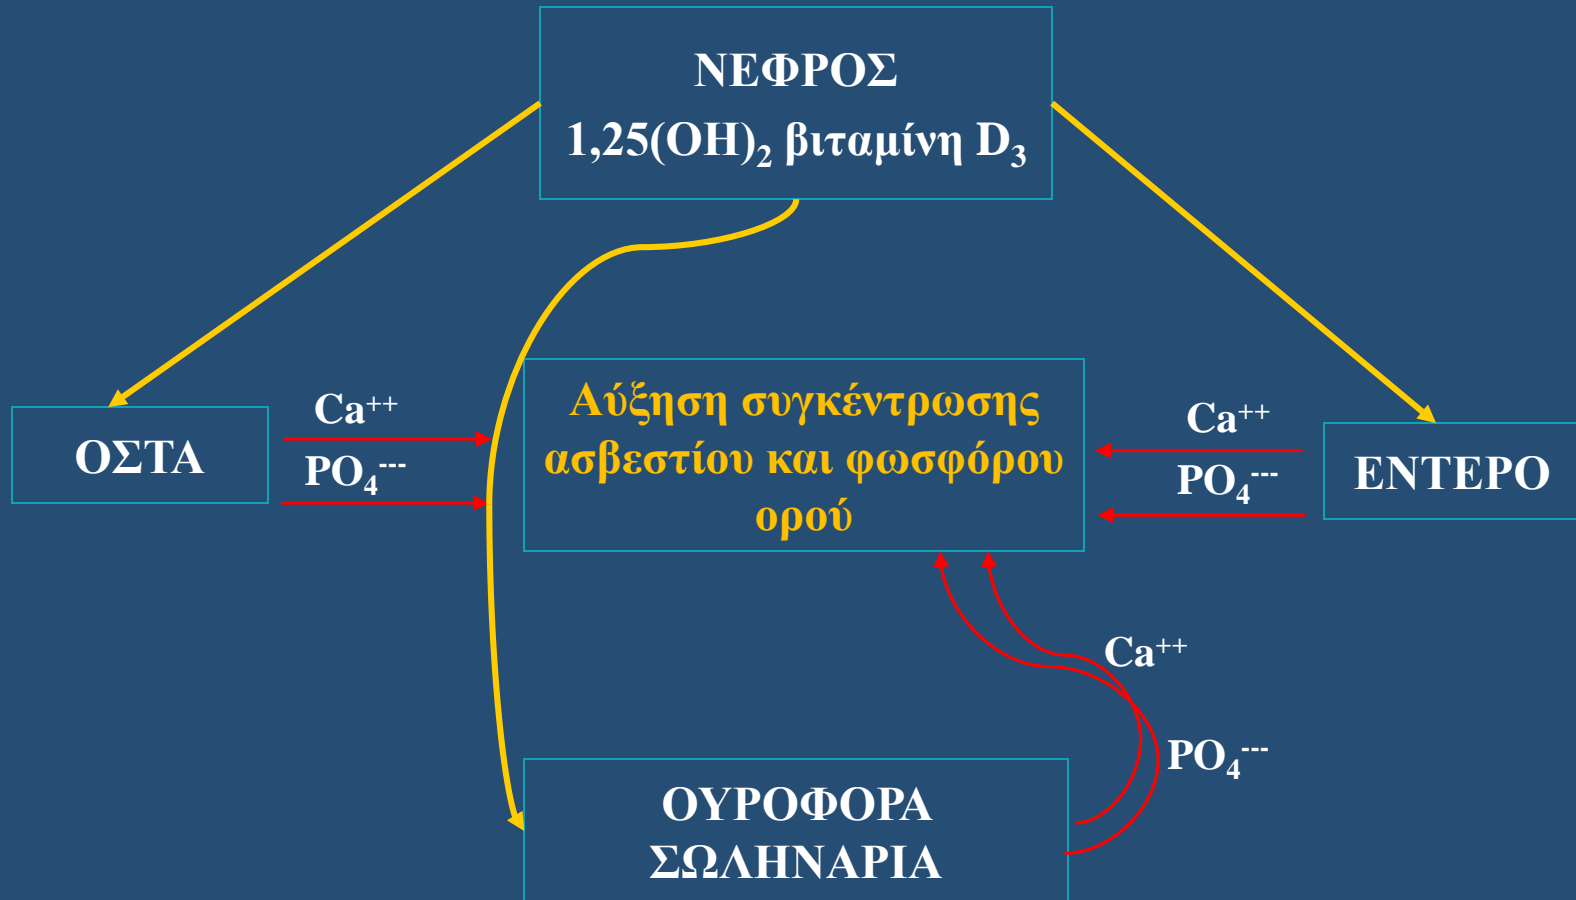 ΝΕΦΡΟΣ
1,25(ΟΗ)₂ βιταμίνη D₃
Ca⁺⁺
PO₄⁻⁻⁻
ΟΣΤΑ
Αύξηση συγκέντρωσης
ασβεστίου και φωσφόρου
ορού
Ca⁺⁺
PO₄⁻⁻⁻
ΕΝΤΕΡΟ
Ca⁺⁺
PO₄⁻⁻⁻
ΟΥΡΟΦΟΡΑ
ΣΩΛΗΝΑΡΙΑ